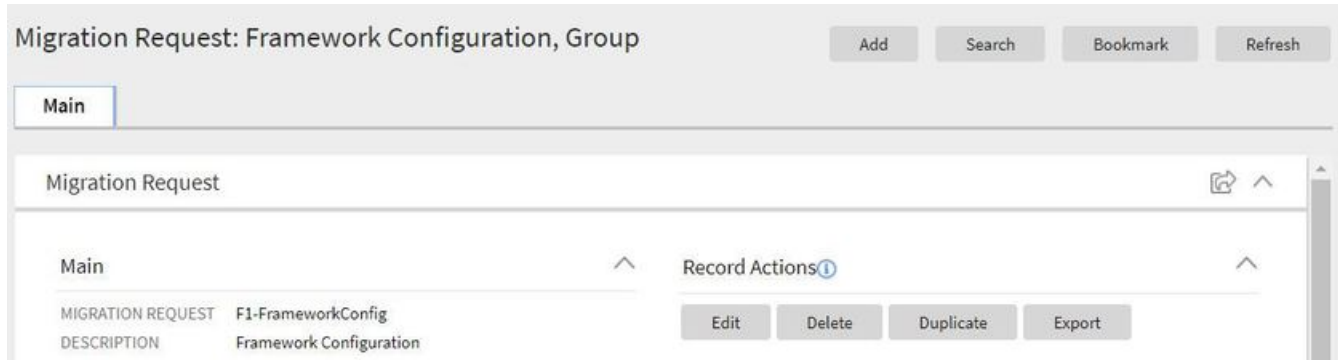 Migration Request: Framework Configuration, Group
Add Search Bookmark Refresh
Main
Migration Request
Main
MIGRATION REQUEST F1-FrameworkConfig
DESCRIPTION Framework Configuration
Record Actions
Edit Delete Duplicate Export